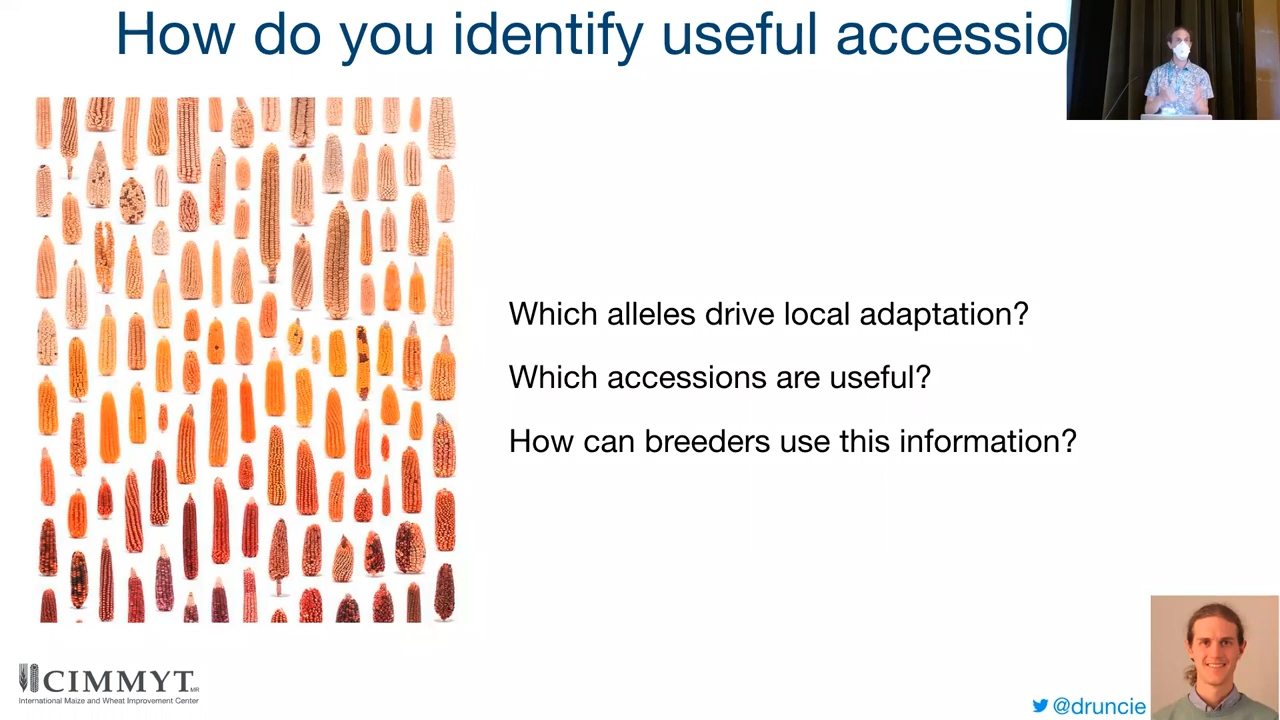 How do you identify useful accessio
Which alleles drive local adaptation?
Which accessions are useful?
How can breeders use this information?
CIMMYT MR
International Maize and Wheat Improvement Center
@druncie